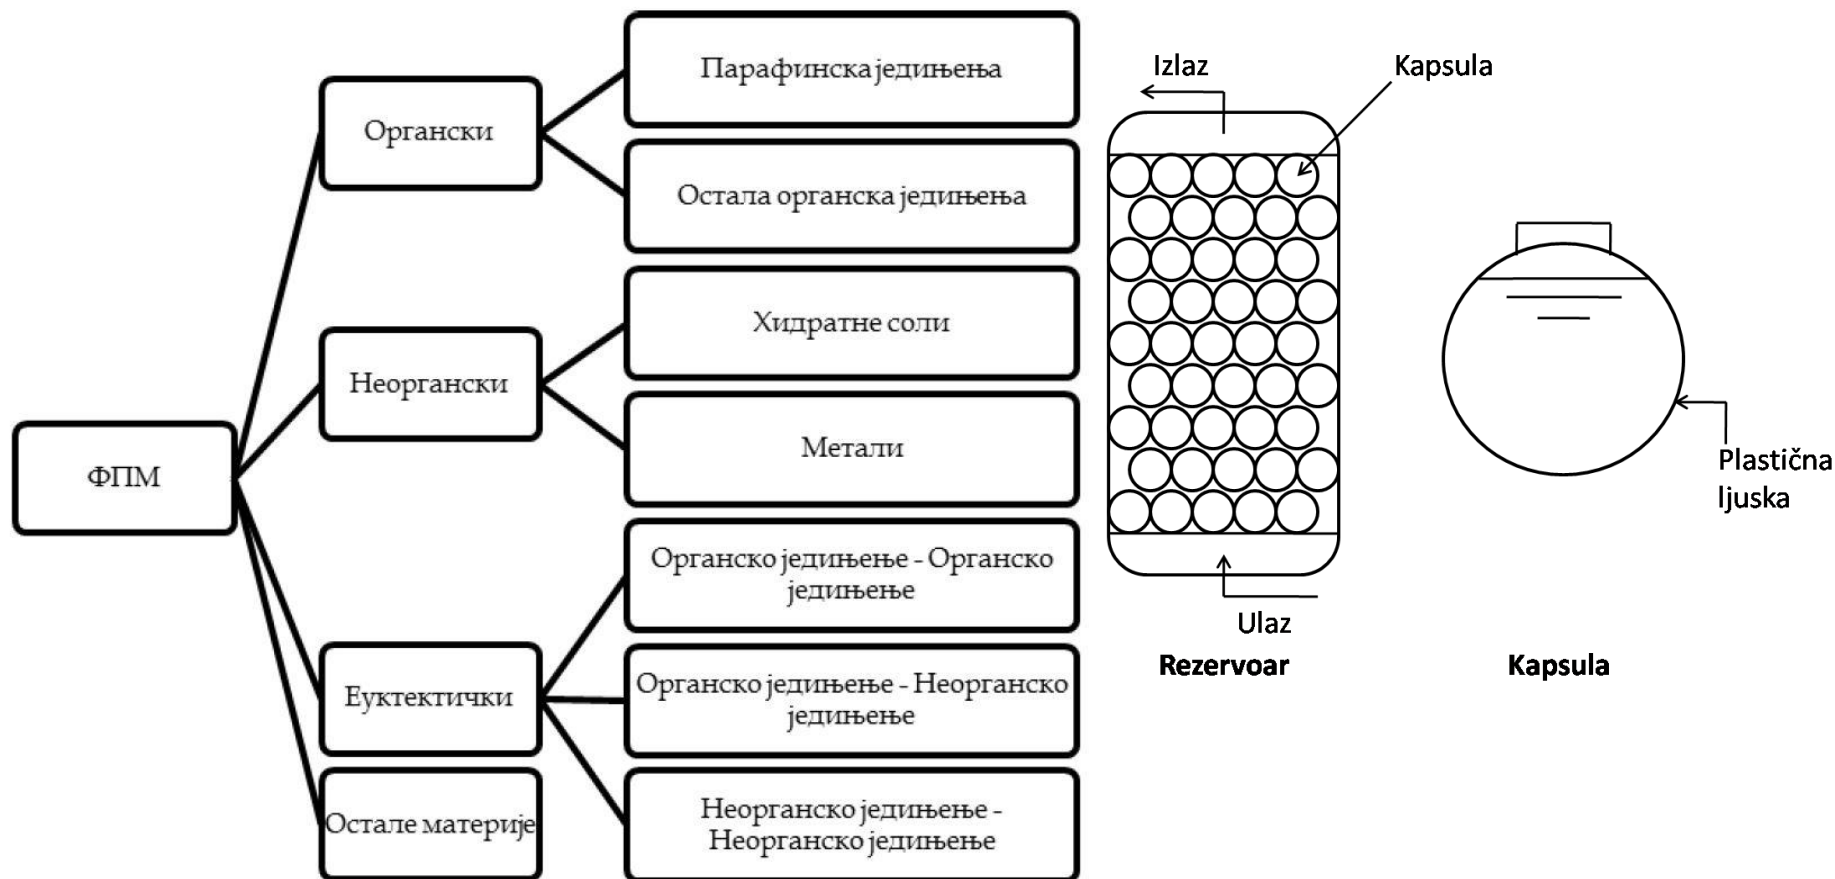 ФПМ
Органски
Неоргански
Еуктектички
Остале материје
Парафинска једињења
Остала органска једињења
Хидратне соли
Метали
Органско једињење - Органско
једињење
Органско једињење - Неорганско
једињење
Неорганско једињење -
Неорганско једињење
Izlaz
Kapsula
Ulaz
Rezervoar
Plastična
ljuska
Kapsula